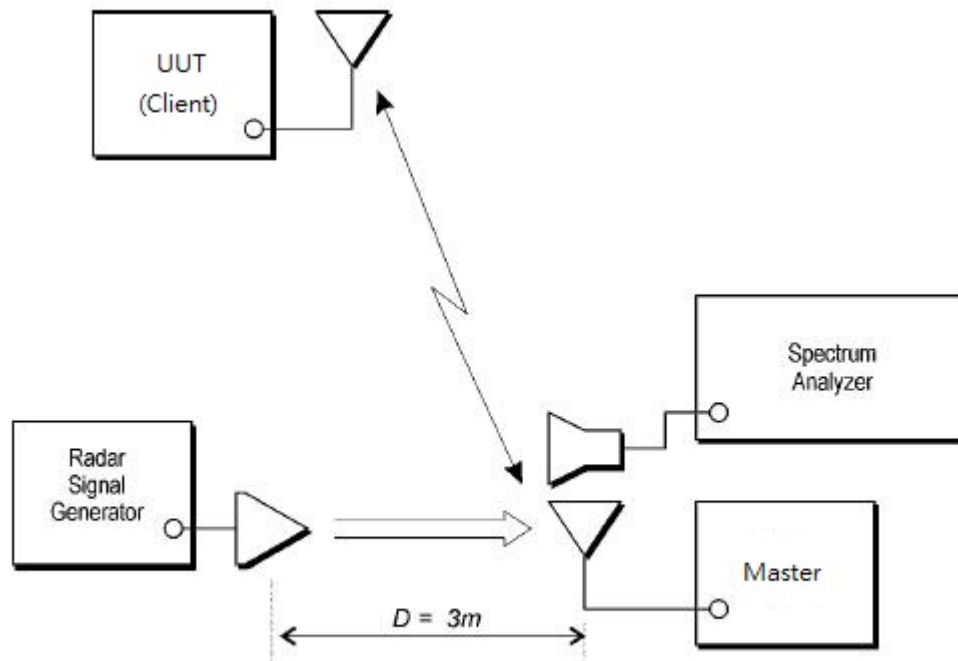 UUT
(Client)
Spectrum
Analyzer
Radar
Signal
Generator
Master
D = 3m